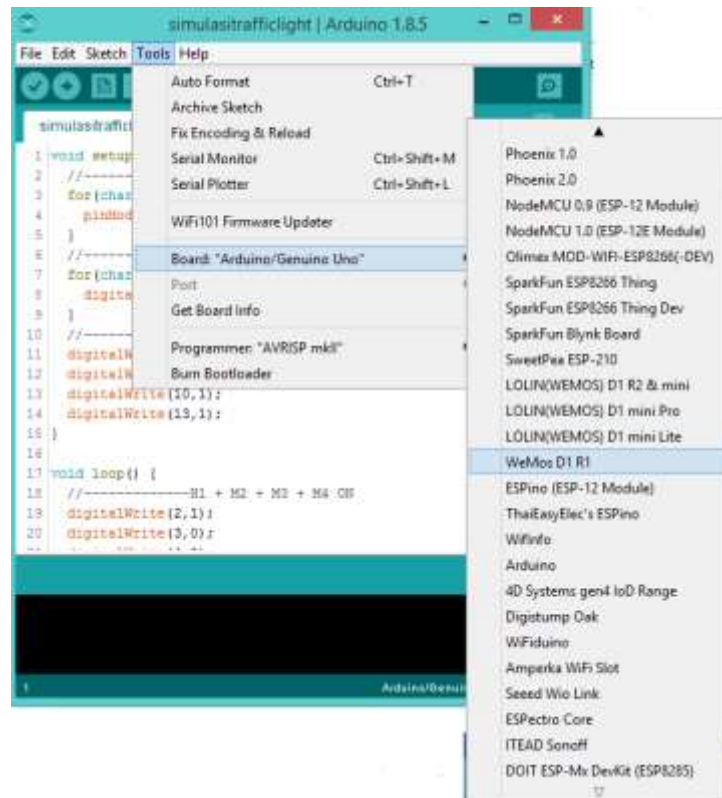 simulasitrafficlight | Arduino 1.8.5
File Edit Sketch Tools Help
Auto Format Ctrl+T
Archive Sketch
Fix Encoding & Reload
Serial Monitor Ctrl+Shift+M
Serial Plotter Ctrl+Shift+L
WiFi101 Firmware Updater
Board: "Arduino/Genuino Uno"
Port
Get Board Info
Programmer: "AVRISP mkII"
Burn Bootloader
simulasitraffic
1 void setup
2 //------
3 for(char
4 pinMod
5 }
6 //------
7 for(char
8 digita
9 }
10 //------
11 digitalW
12 digitalW
13 digitalWrite(10,1);
14 digitalWrite(13,1);
15 }
16
17 void loop() {
18 //-------------H1 + M2 + M3 + M4 ON
19 digitalWrite(2,1);
20 digitalWrite(3,0);
1 Arduino/Genui
Phoenix 1.0
Phoenix 2.0
NodeMCU 0.9 (ESP-12 Module)
NodeMCU 1.0 (ESP-12E Module)
Olimex MOD-WIFI-ESP8266(-DEV)
SparkFun ESP8266 Thing
SparkFun ESP8266 Thing Dev
SparkFun Blynk Board
SweetPea ESP-210
LOLIN(WEMOS) D1 R2 & mini
LOLIN(WEMOS) D1 mini Pro
LOLIN(WEMOS) D1 mini Lite
WeMos D1 R1
ESPino (ESP-12 Module)
ThaiEasyElec's ESPino
WifInfo
Arduino
4D Systems gen4 IoD Range
Digistump Oak
WiFiduino
Amperka WiFi Slot
Seeed Wio Link
ESPectro Core
ITEAD Sonoff
DOIT ESP-Mx DevKit (ESP8285)